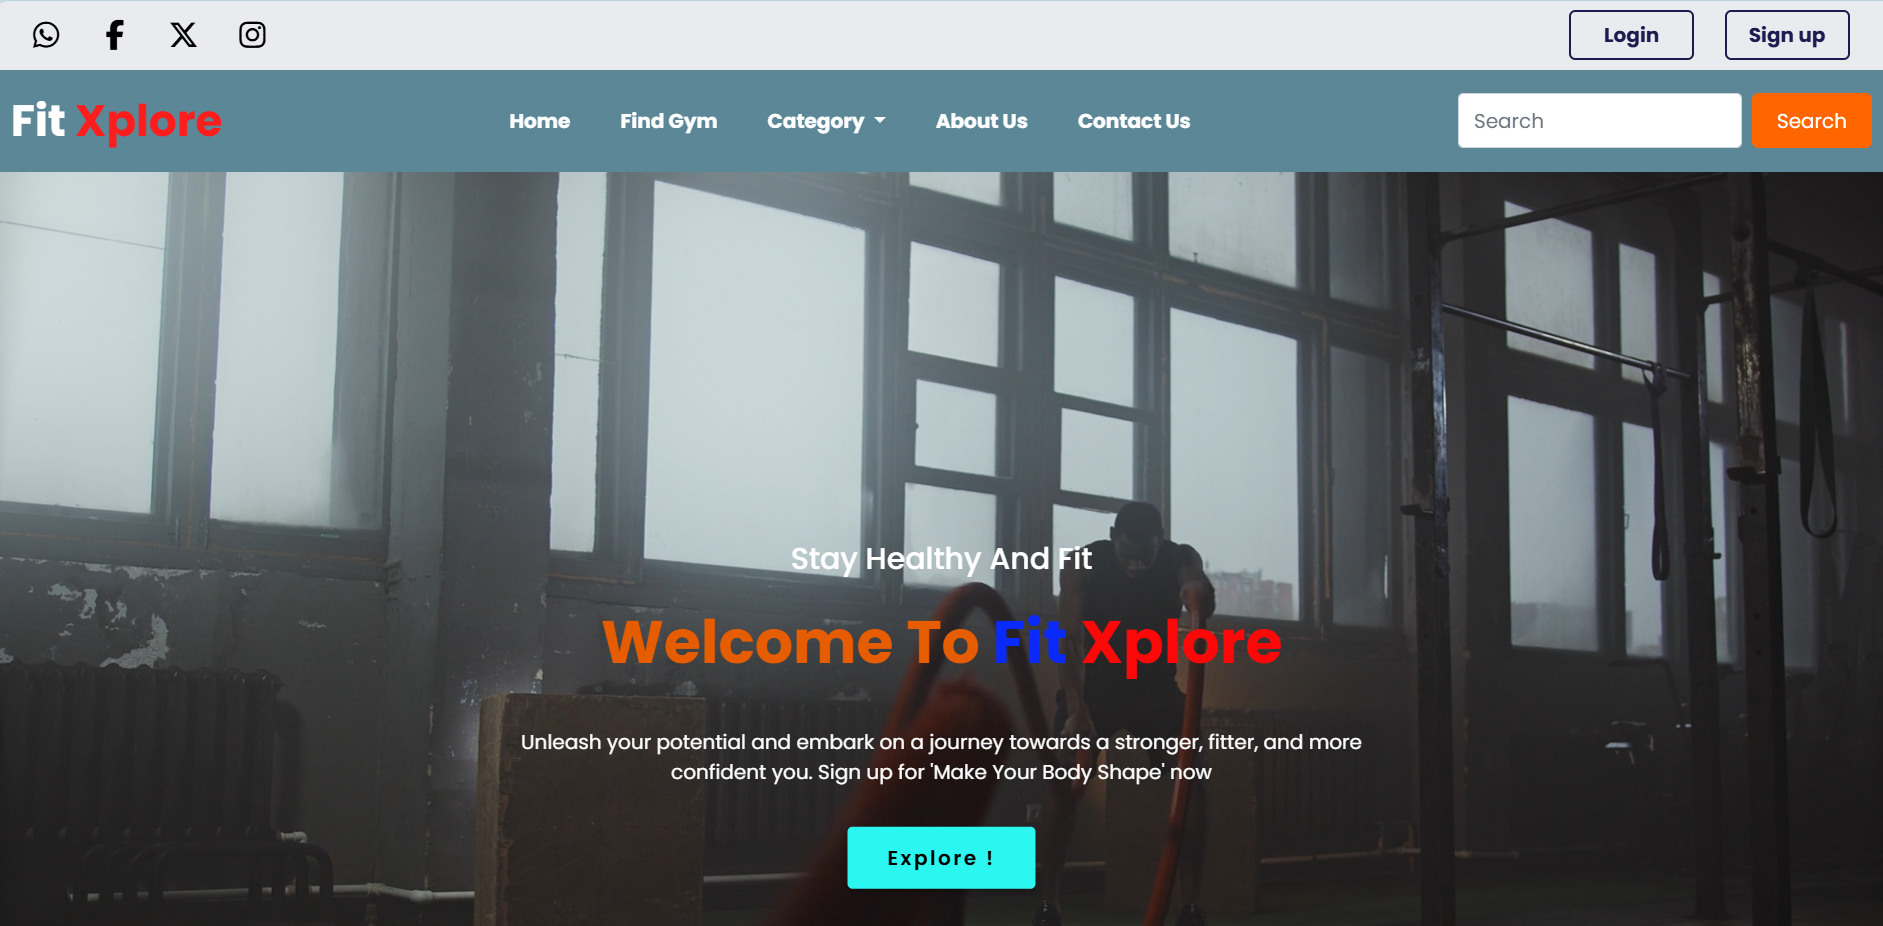 Login Sign up
Fit Xplore Home Find Gym Category About Us Contact Us Search Search
Stay Healthy And Fit
Welcome To Fit Xplore
Unleash your potential and embark on a journey towards a stronger, fitter, and more
confident you. Sign up for 'Make Your Body Shape' now
Explore !